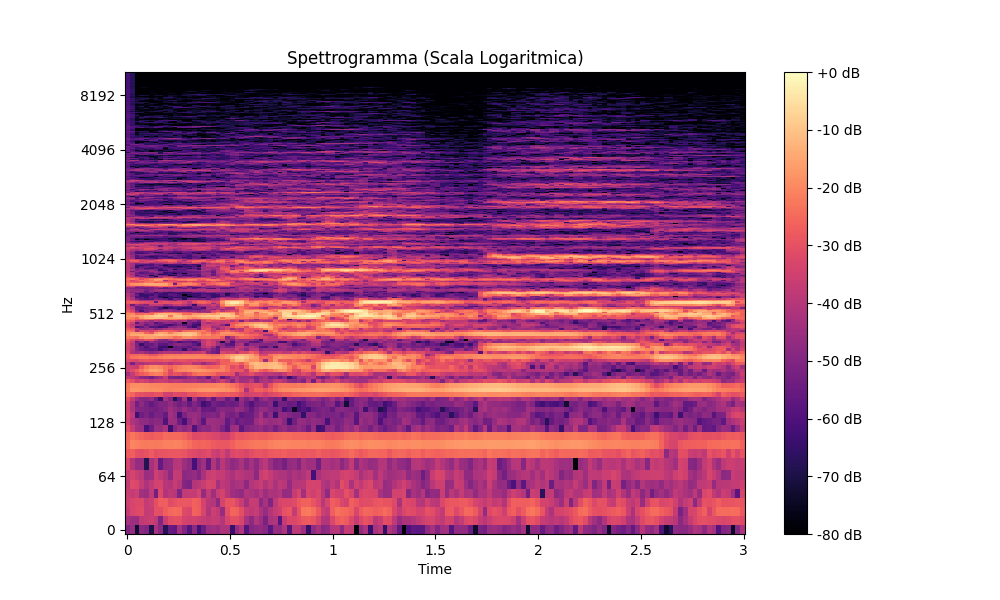 Spettrogramma (Scala Logaritmica)
Hz
8192
4096
2048
1024
512
256
128
64
0
0
0.5
1
1.5
2
2.5
3
Time
+0 dB
-10 dB
-20 dB
-30 dB
-40 dB
-50 dB
-60 dB
-70 dB
-80 dB